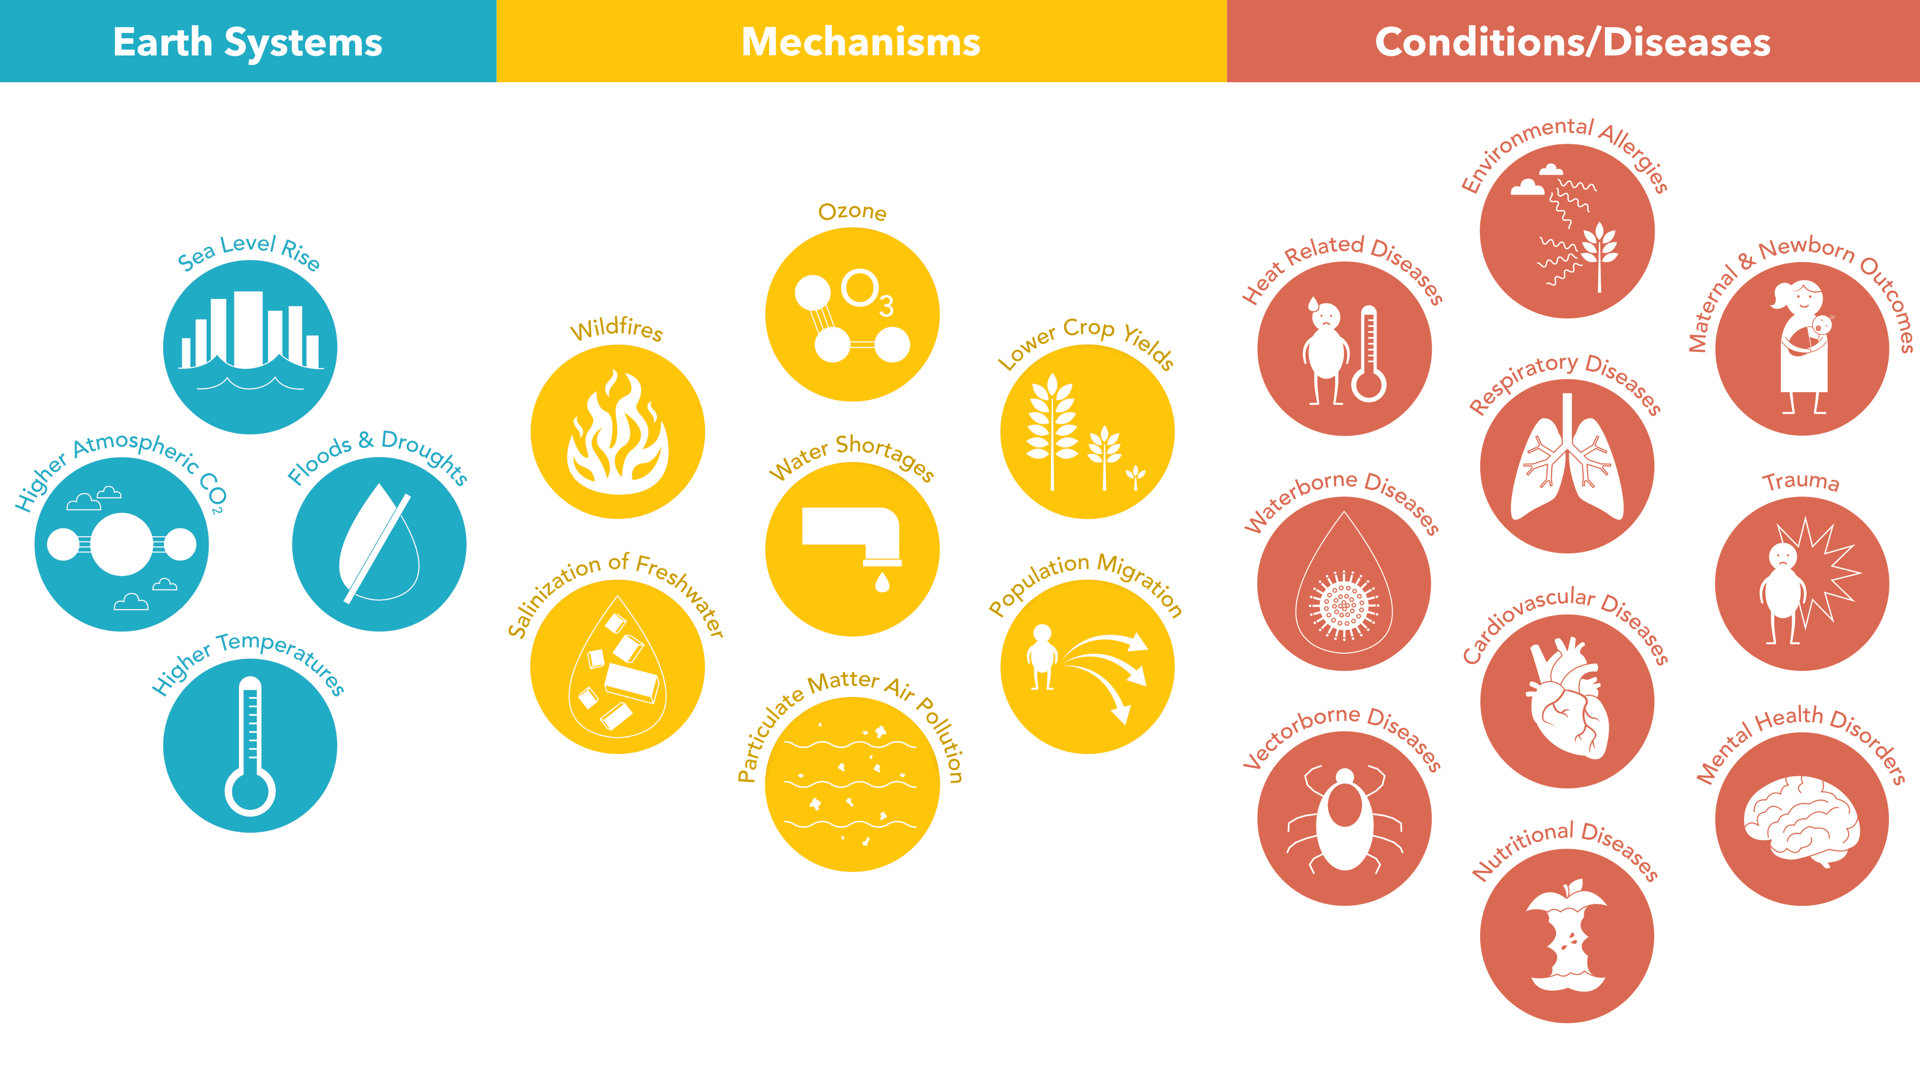 Earth Systems
Mechanisms
Conditions/Diseases
Sea Level Rise
Higher Atmospheric CO₂
Floods & Droughts
Higher Temperatures
Ozone
O3
Wildfires
Lower Crop Yields
Water Shortages
Salinization of Freshwater
Population Migration
Particulate Matter Air Pollution
Environmental Allergies
Heat Related Diseases
Maternal & Newborn Outcomes
Respiratory Diseases
Waterborne Diseases
Trauma
Cardiovascular Diseases
Vectorborne Diseases
Mental Health Disorders
Nutritional Diseases